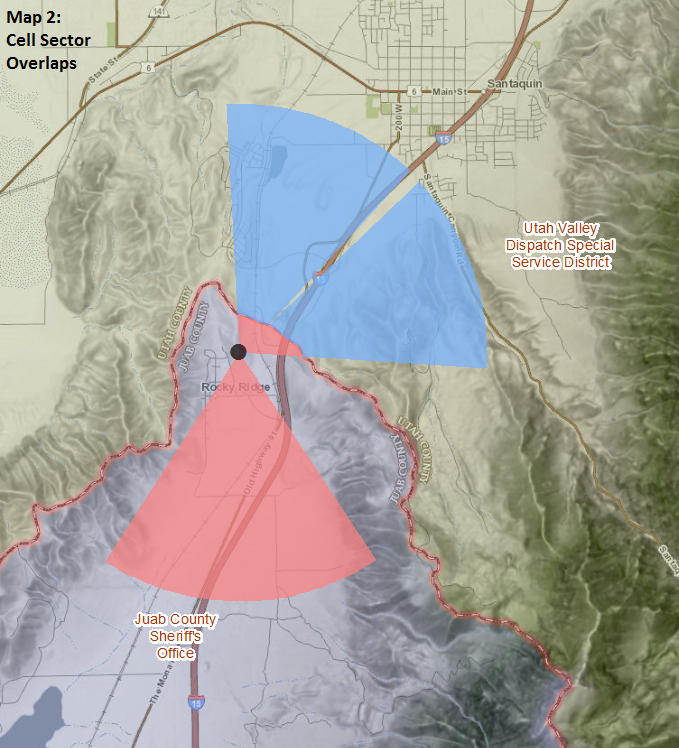 Map 2:
Cell Sector
Overlaps
141
State St
6
6
Main St
Santaquin
200 W
15
Santaquin Canyon Rd
Utah Valley
Dispatch Special
Service District
UTAH COUNTY
JUAB COUNTY
Rocky Ridge
Old Highway St
UTAH COUNTY
JUAB COUNTY
Juab County
Sheriff's
Office
15